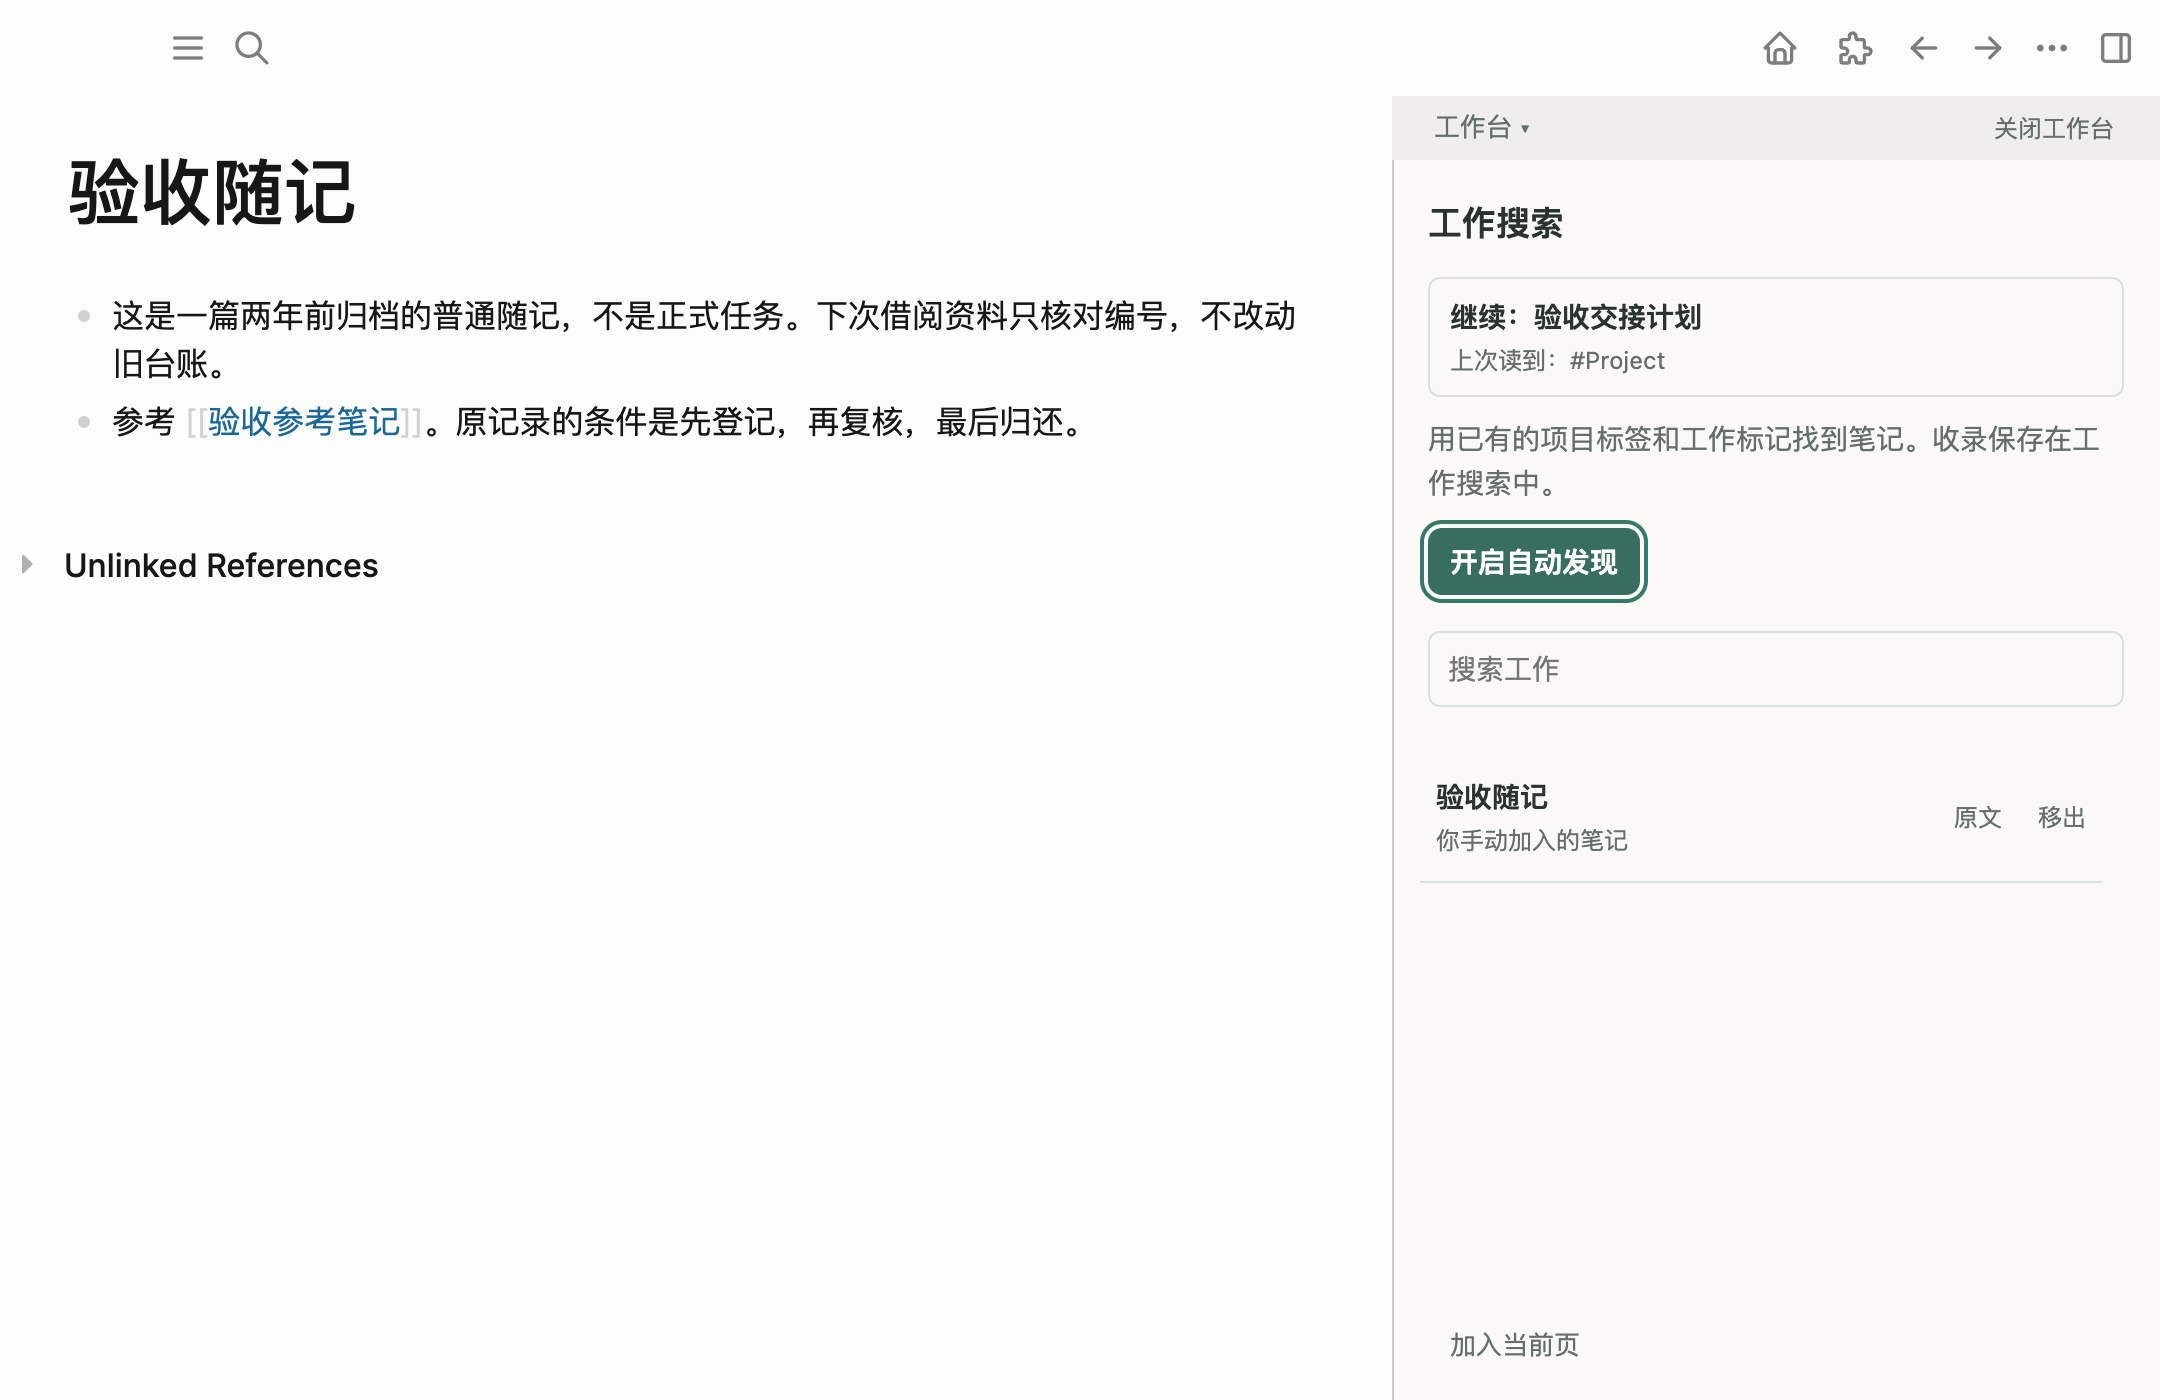 验收随记
这是一篇两年前归档的普通随记，不是正式任务。下次借阅资料只核对编号，不改动
旧台账。
参考 [[验收参考笔记]]。原记录的条件是先登记，再复核，最后归还。
Unlinked References
工作台 ▾
关闭工作台
工作搜索
继续：验收交接计划
上次读到：#Project
用已有的项目标签和工作标记找到笔记。收录保存在工
作搜索中。
开启自动发现
搜索工作
验收随记
你手动加入的笔记
原文 移出
加入当前页